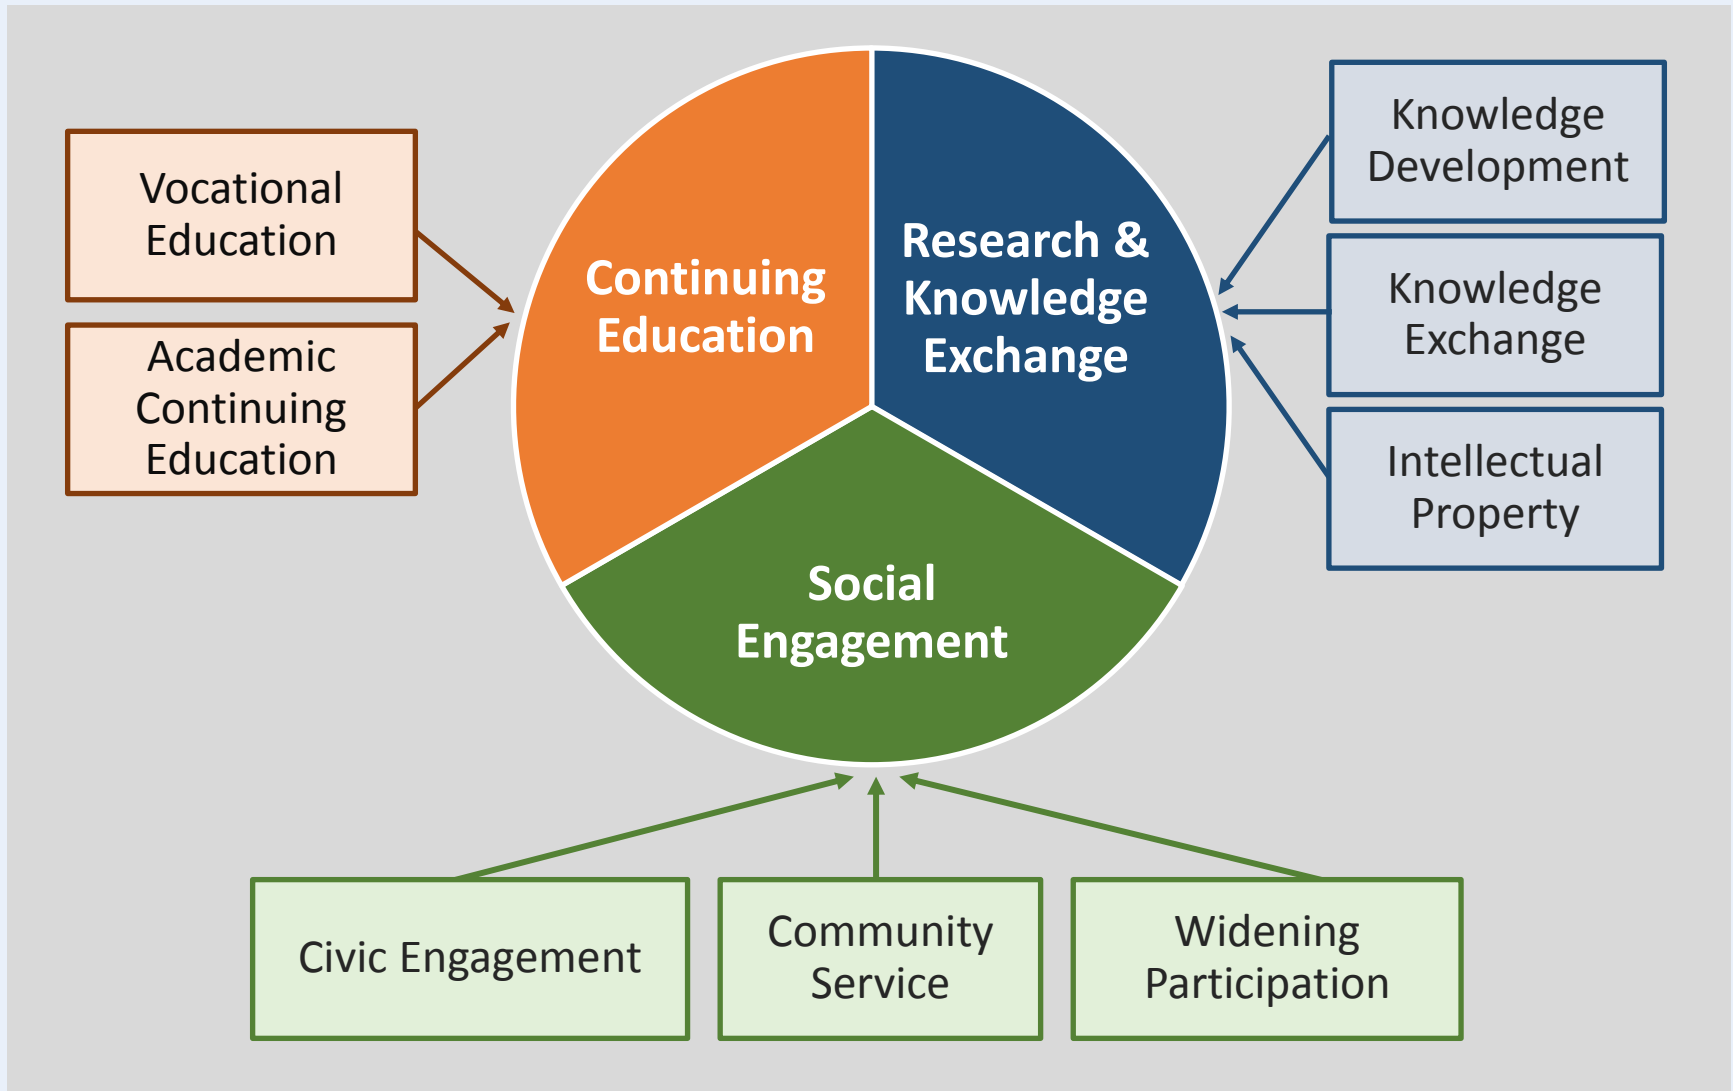 Vocational
Education
Academic
Continuing
Education
Continuing
Education
Research &
Knowledge
Exchange
Social
Engagement
Knowledge
Development
Knowledge
Exchange
Intellectual
Property
Civic Engagement
Community
Service
Widening
Participation